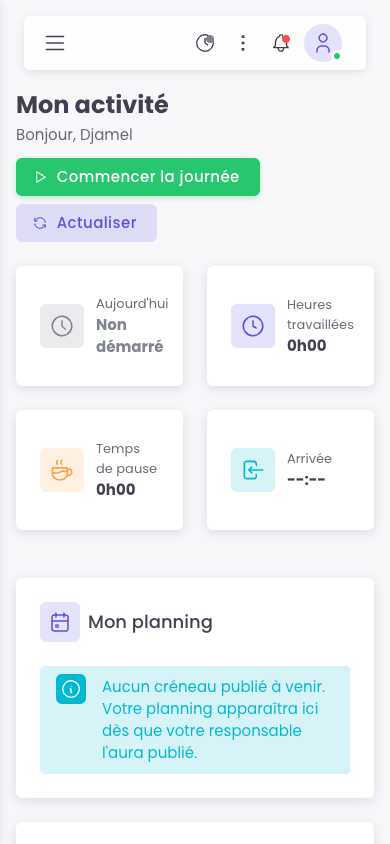 Mon activité
Bonjour, Djamel
Commencer la journée
Actualiser
Aujourd'hui
Non
démarré
Heures
travaillées
0h00
Temps
de pause
0h00
Arrivée
--:--
Mon planning
Aucun créneau publié à venir.
Votre planning apparaîtra ici
dès que votre responsable
l'aura publié.